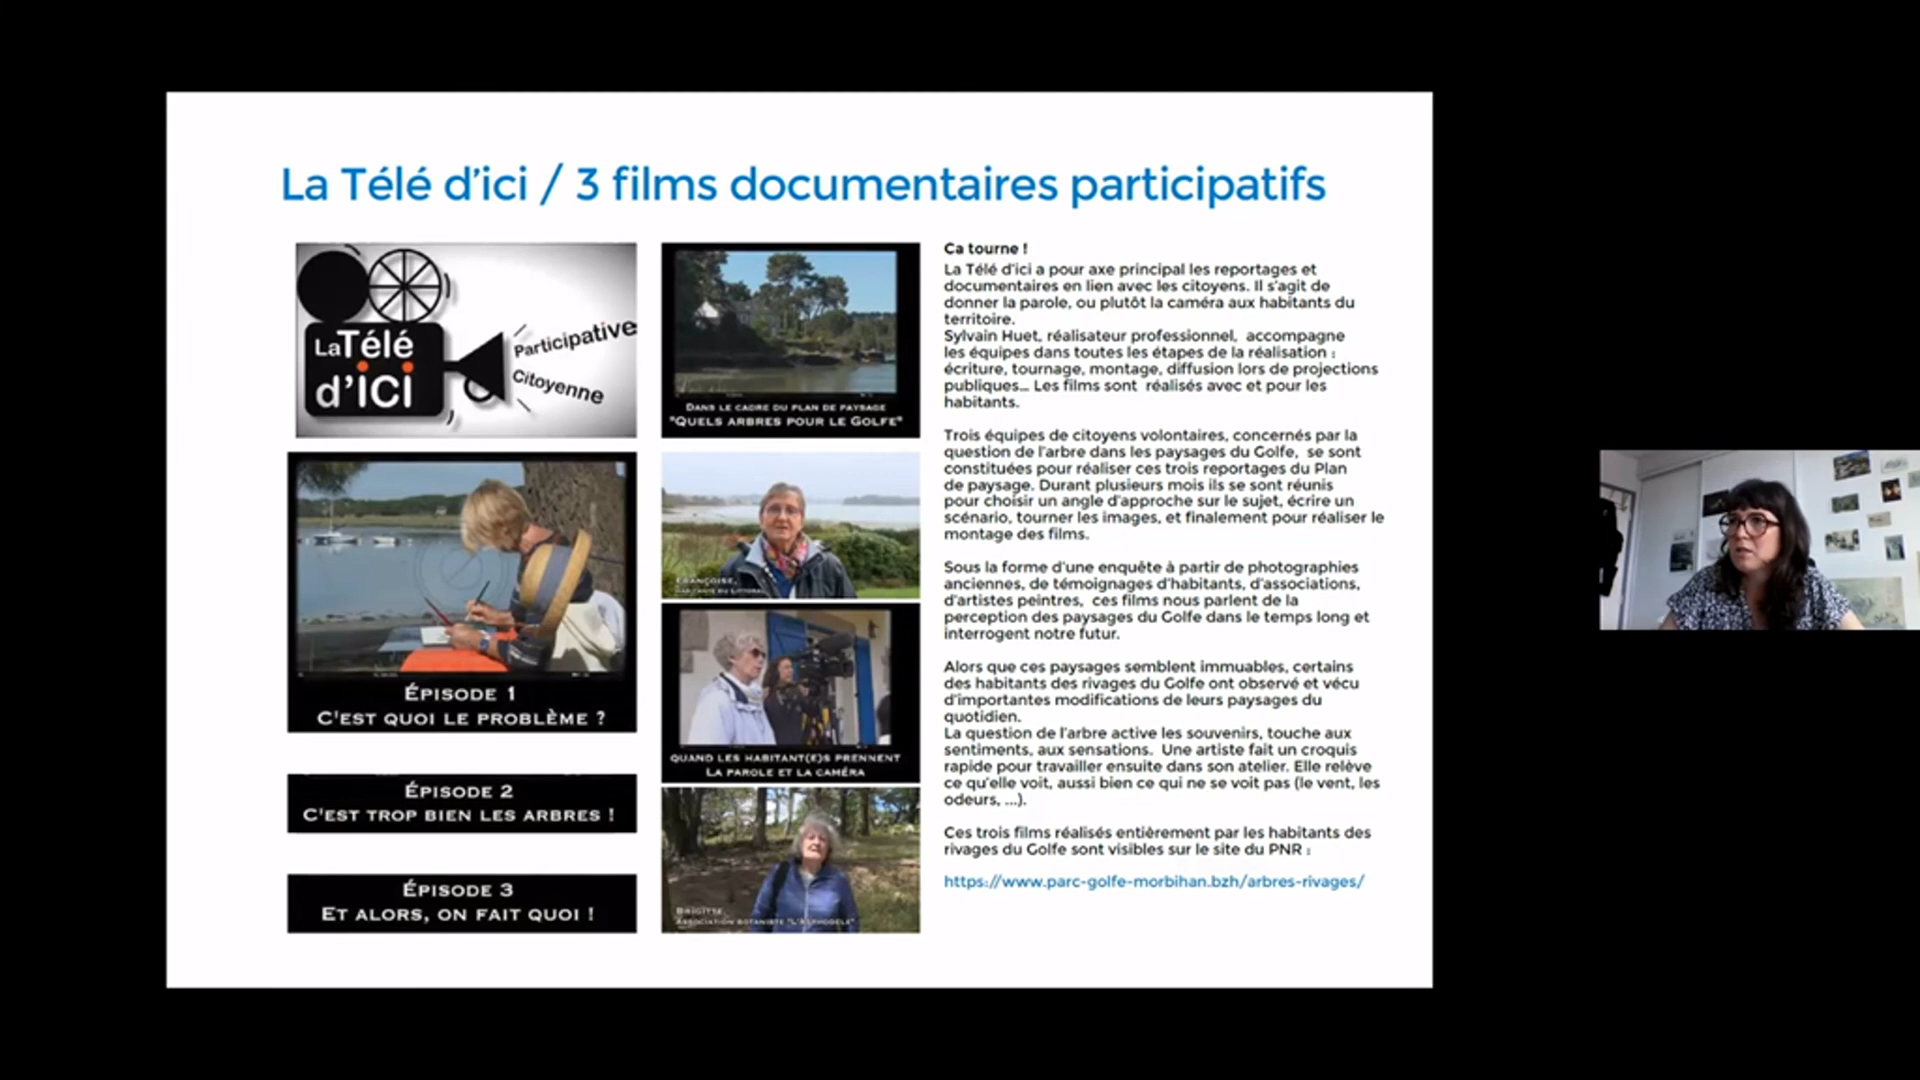 La Télé d'ici / 3 films documentaires participatifs
La Télé
d'ici
Participative
Citoyenne
Épisode 1
C'est quoi le problème ?
Épisode 2
C'est trop bien les arbres !
Épisode 3
Et alors, on fait quoi !
Dans le cadre du plan de paysage
"Quels arbres pour le Golfe"
Françoise,
habitante du littoral
quand les habitant(e)s prennent
la parole et la caméra
Brigitte,
Association botaniste "L'Asphodèle"
Ca tourne !
La Télé d'ici a pour axe principal les reportages et
documentaires en lien avec les citoyens. Il s'agit de
donner la parole, ou plutôt la caméra aux habitants du
territoire.
Sylvain Huet, réalisateur professionnel, accompagne
les équipes dans toutes les étapes de la réalisation :
écriture, tournage, montage, diffusion lors de projections
publiques... Les films sont réalisés avec et pour les
habitants.
Trois équipes de citoyens volontaires, concernés par la
question de l'arbre dans les paysages du Golfe, se sont
constituées pour réaliser ces trois reportages du Plan
de paysage. Durant plusieurs mois ils se sont réunis
pour choisir un angle d'approche sur le sujet, écrire un
scénario, tourner les images, et finalement pour réaliser le
montage des films.
Sous la forme d'une enquête à partir de photographies
anciennes, de témoignages d'habitants, d'associations,
d'artistes peintres, ces films nous parlent de la
perception des paysages du Golfe dans le temps long et
interrogent notre futur.
Alors que ces paysages semblent immuables, certains
des habitants des rivages du Golfe ont observé et vécu
d'importantes modifications de leurs paysages du
quotidien.
La question de l'arbre active les souvenirs, touche aux
sentiments, aux sensations. Une artiste fait un croquis
rapide pour travailler ensuite dans son atelier. Elle relève
ce qu'elle voit, aussi bien ce qui ne se voit pas (le vent, les
odeurs, ...).
Ces trois films réalisés entièrement par les habitants des
rivages du Golfe sont visibles sur le site du PNR :
https://www.parc-golfe-morbihan.bzh/arbres-rivages/